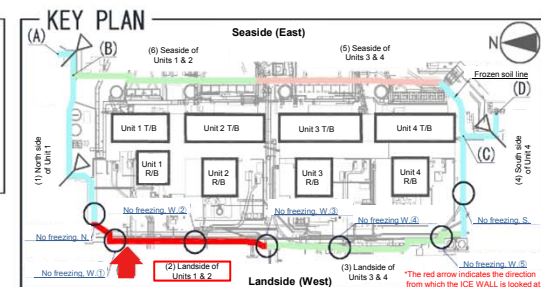 KEY PLAN
Seaside (East)
N
(A)
(B)
(6) Seaside of
Units 1 & 2
(5) Seaside of
Units 3 & 4
Frozen soil line
(D)
(1) North side
of Unit 1
Unit 1 T/B
Unit 2 T/B
Unit 3 T/B
Unit 4 T/B
(C)
(4) South side
of Unit 4
Unit 1
R/B
Unit 2
R/B
Unit 3
R/B
Unit 4
R/B
No freezing, W.②
No freezing, W.③
No freezing, W.④
No freezing, S.
No freezing, N.
No freezing, W.①
(2) Landside of
Units 1 & 2
(3) Landside of
Units 3 & 4
No freezing, W.⑤
Landside (West)
*The red arrow indicates the direction
from which the ICE WALL is looked at.